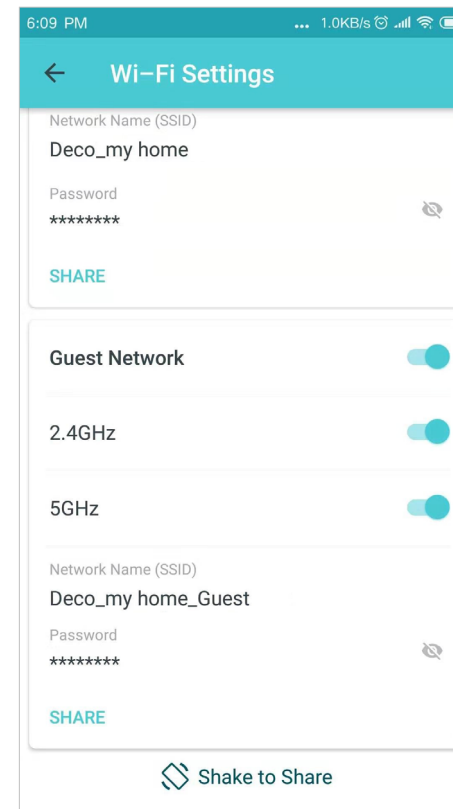 6:09 PM ... 1.0KB/s
Wi-Fi Settings
Network Name (SSID)
Deco_my home
Password
********
SHARE
Guest Network
2.4GHz
5GHz
Network Name (SSID)
Deco_my home_Guest
Password
********
SHARE
Shake to Share